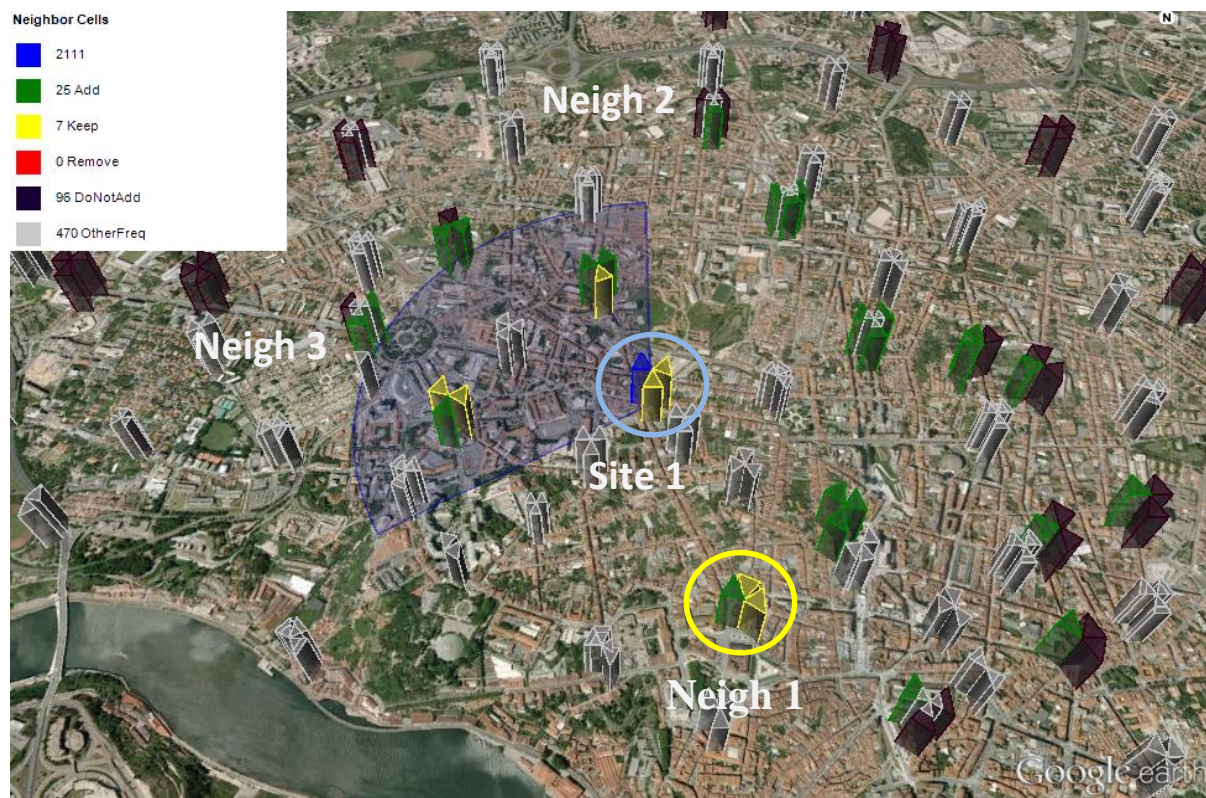 Neighbor Cells
2111
25 Add
7 Keep
0 Remove
96 DoNotAdd
470 OtherFreq
N
Neigh 2
Neigh 3
Site 1
Neigh 1
Google earth